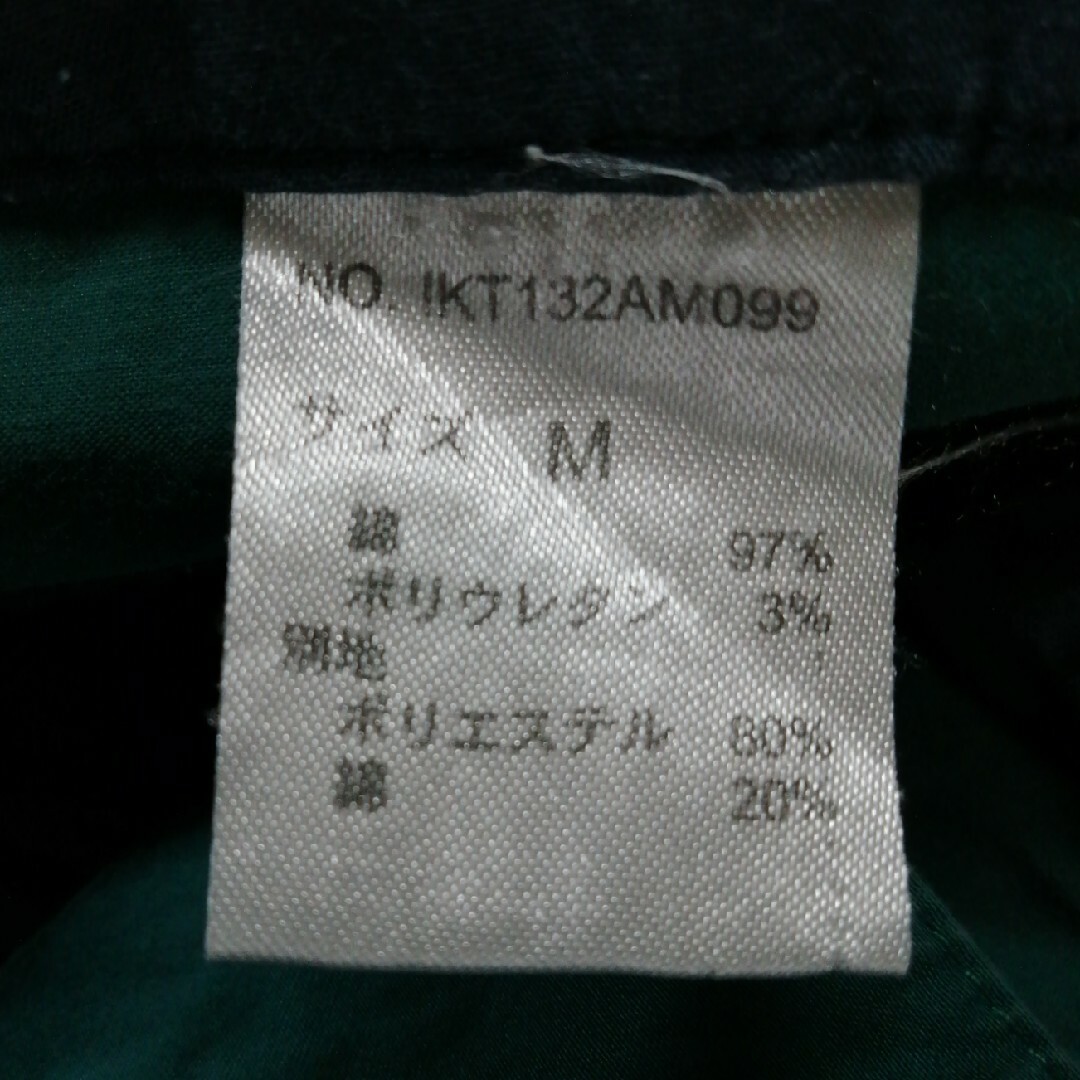 NO. IKT132AM099
サイズ M
綿 97%
ポリウレタン 3%
別地
ポリエステル 80%
綿 20%